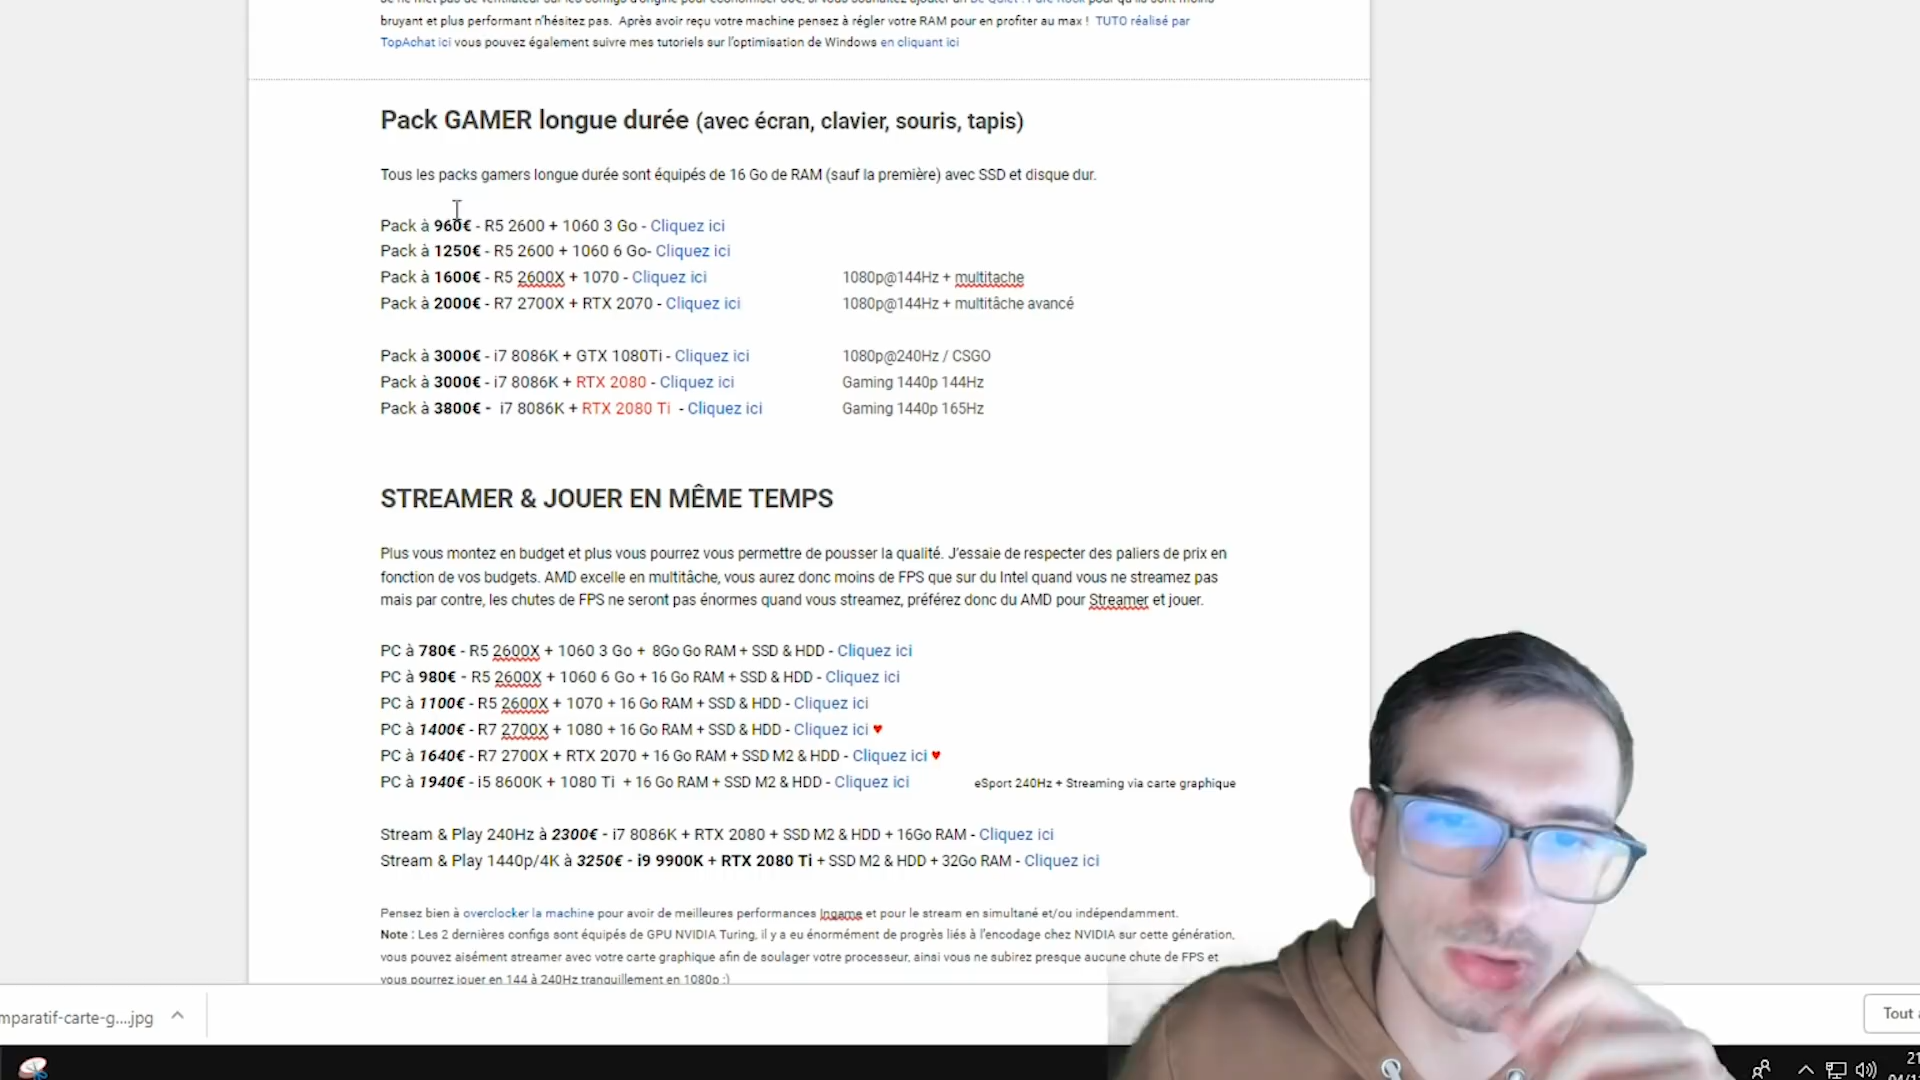 bruyant et plus performant n'hésitez pas. Après avoir reçu votre machine pensez à régler votre RAM pour en profiter au max ! TUTO réalisé par
TopAchat ici vous pouvez également suivre mes tutoriels sur l'optimisation de Windows en cliquant ici
Pack GAMER longue durée (avec écran, clavier, souris, tapis)
Tous les packs gamers longue durée sont équipés de 16 Go de RAM (sauf la première) avec SSD et disque dur.
Pack à 960€ - R5 2600 + 1060 3 Go - Cliquez ici
Pack à 1250€ - R5 2600 + 1060 6 Go- Cliquez ici
Pack à 1600€ - R5 2600X + 1070 - Cliquez ici 1080p@144Hz + multitache
Pack à 2000€ - R7 2700X + RTX 2070 - Cliquez ici 1080p@144Hz + multitâche avancé
Pack à 3000€ - i7 8086K + GTX 1080Ti - Cliquez ici 1080p@240Hz / CSGO
Pack à 3000€ - i7 8086K + RTX 2080 - Cliquez ici Gaming 1440p 144Hz
Pack à 3800€ - i7 8086K + RTX 2080 Ti - Cliquez ici Gaming 1440p 165Hz
STREAMER & JOUER EN MÊME TEMPS
Plus vous montez en budget et plus vous pourrez vous permettre de pousser la qualité. J'essaie de respecter des paliers de prix en
fonction de vos budgets. AMD excelle en multitâche, vous aurez donc moins de FPS que sur du Intel quand vous ne streamez pas
mais par contre, les chutes de FPS ne seront pas énormes quand vous streamez, préférez donc du AMD pour Streamer et jouer.
PC à 780€ - R5 2600X + 1060 3 Go + 8Go Go RAM + SSD & HDD - Cliquez ici
PC à 980€ - R5 2600X + 1060 6 Go + 16 Go RAM + SSD & HDD - Cliquez ici
PC à 1100€ - R5 2600X + 1070 + 16 Go RAM + SSD & HDD - Cliquez ici
PC à 1400€ - R7 2700X + 1080 + 16 Go RAM + SSD & HDD - Cliquez ici ♥
PC à 1640€ - R7 2700X + RTX 2070 + 16 Go RAM + SSD M2 & HDD - Cliquez ici ♥
PC à 1940€ - i5 8600K + 1080 Ti + 16 Go RAM + SSD M2 & HDD - Cliquez ici eSport 240Hz + Streaming via carte graphique
Stream & Play 240Hz à 2300€ - i7 8086K + RTX 2080 + SSD M2 & HDD + 16Go RAM - Cliquez ici
Stream & Play 1440p/4K à 3250€ - i9 9900K + RTX 2080 Ti + SSD M2 & HDD + 32Go RAM - Cliquez ici
Pensez bien à overclocker la machine pour avoir de meilleures performances Ingame et pour le stream en simultané et/ou indépendamment.
Note : Les 2 dernières configs sont équipés de GPU NVIDIA Turing, il y a eu énormément de progrès liés à l'encodage chez NVIDIA sur cette génération,
vous pouvez aisément streamer avec votre carte graphique afin de soulager votre processeur, ainsi vous ne subirez presque aucune chute de FPS et
vous pourrez jouer en 144 à 240Hz tranquillement en 1080p :)
mparatif-carte-g....jpg
Tout
21